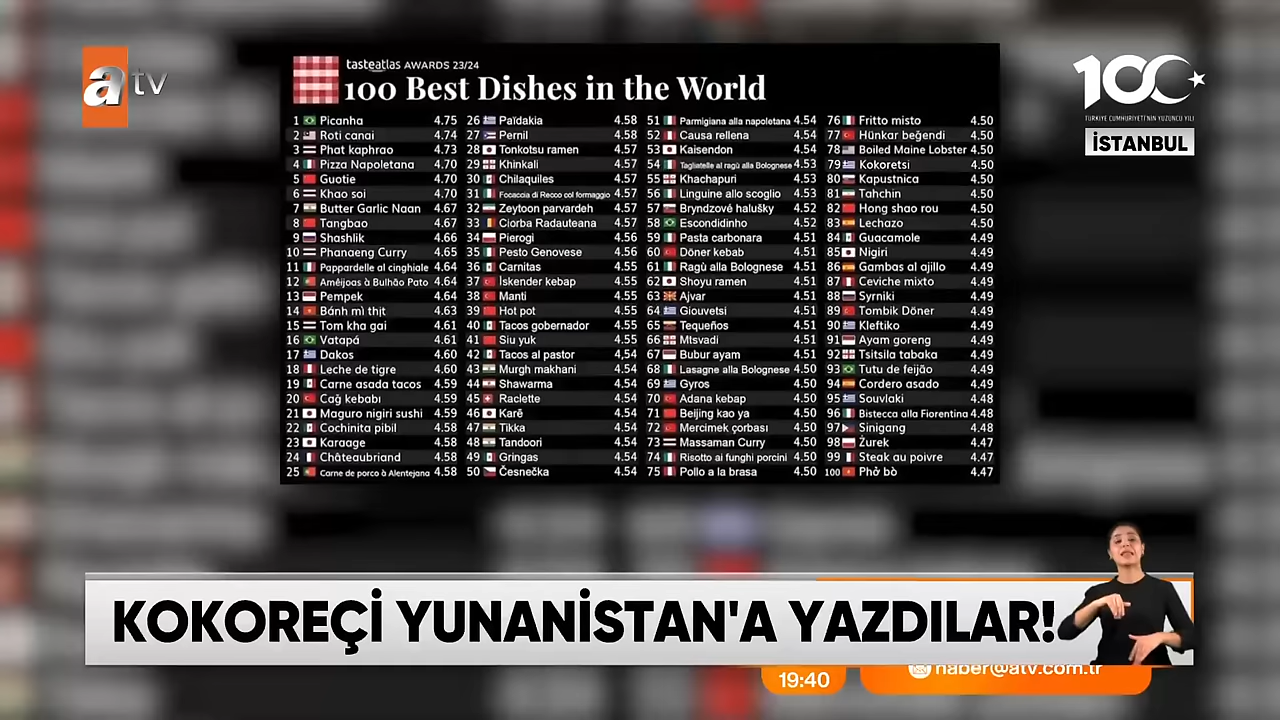 a tv
tasteatlas AWARDS 23/24
100 Best Dishes in the World
100
TÜRKİYE CUMHURİYETİ'NİN YÜZÜNCÜ YILI
İSTANBUL
1 Picanha 4.75
2 Roti canai 4.74
3 Phat kaphrao 4.73
4 Pizza Napoletana 4.70
5 Guotie 4.70
6 Khao soi 4.70
7 Butter Garlic Naan 4.67
8 Tangbao 4.67
9 Shashlik 4.66
10 Phanaeng Curry 4.65
11 Pappardelle al cinghiale 4.64
12 Amêijoas à Bulhão Pato 4.64
13 Pempek 4.64
14 Bánh mì thịt 4.63
15 Tom kha gai 4.61
16 Vatapá 4.61
17 Dakos 4.60
18 Leche de tigre 4.60
19 Carne asada tacos 4.59
20 Cağ kebabı 4.59
21 Maguro nigiri sushi 4.59
22 Cochinita pibil 4.58
23 Karaage 4.58
24 Châteaubriand 4.58
25 Carne de porco à Alentejana 4.58
26 Païdakia 4.58
27 Pernil 4.58
28 Tonkotsu ramen 4.57
29 Khinkali 4.57
30 Chilaquiles 4.57
31 Focaccia di Recco col formaggio 4.57
32 Zeytoon parvardeh 4.57
33 Ciorba Radauteana 4.57
34 Pierogi 4.56
35 Pesto Genovese 4.56
36 Carnitas 4.55
37 İskender kebap 4.55
38 Manti 4.55
39 Hot pot 4.55
40 Tacos gobernador 4.55
41 Siu yuk 4.55
42 Tacos al pastor 4.54
43 Murgh makhani 4.54
44 Shawarma 4.54
45 Raclette 4.54
46 Karē 4.54
47 Tikka 4.54
48 Tandoori 4.54
49 Gringas 4.54
50 Česnečka 4.54
51 Parmigiana alla napoletana 4.54
52 Causa rellena 4.54
53 Kaisendon 4.54
54 Tagliatelle al ragù alla Bolognese 4.53
55 Khachapuri 4.53
56 Linguine allo scoglio 4.53
57 Bryndzové halušky 4.52
58 Escondidinho 4.52
59 Pasta carbonara 4.51
60 Döner kebab 4.51
61 Ragù alla Bolognese 4.51
62 Shoyu ramen 4.51
63 Ajvar 4.51
64 Giouvetsi 4.51
65 Tequeños 4.51
66 Mtsvadi 4.51
67 Bubur ayam 4.51
68 Lasagne alla Bolognese 4.50
69 Gyros 4.50
70 Adana kebap 4.50
71 Beijing kao ya 4.50
72 Mercimek çorbası 4.50
73 Massaman Curry 4.50
74 Risotto ai funghi porcini 4.50
75 Pollo a la brasa 4.50
76 Fritto misto 4.50
77 Hünkar beğendi 4.50
78 Boiled Maine Lobster 4.50
79 Kokoretsi 4.50
80 Kapustnica 4.50
81 Tahchin 4.50
82 Hong shao rou 4.50
83 Lechazo 4.50
84 Guacamole 4.49
85 Nigiri 4.49
86 Gambas al ajillo 4.49
87 Ceviche mixto 4.49
88 Syrniki 4.49
89 Tombik Döner 4.49
90 Kleftiko 4.49
91 Ayam goreng 4.49
92 Tsitsila tabaka 4.49
93 Tutu de feijão 4.49
94 Cordero asado 4.49
95 Souvlaki 4.48
96 Bistecca alla Fiorentina 4.48
97 Sinigang 4.48
98 Żurek 4.47
99 Steak au poivre 4.47
100 Phở bò 4.47
KOKOREÇİ YUNANİSTAN'A YAZDILAR!
19:40
haber@atv.com.tr